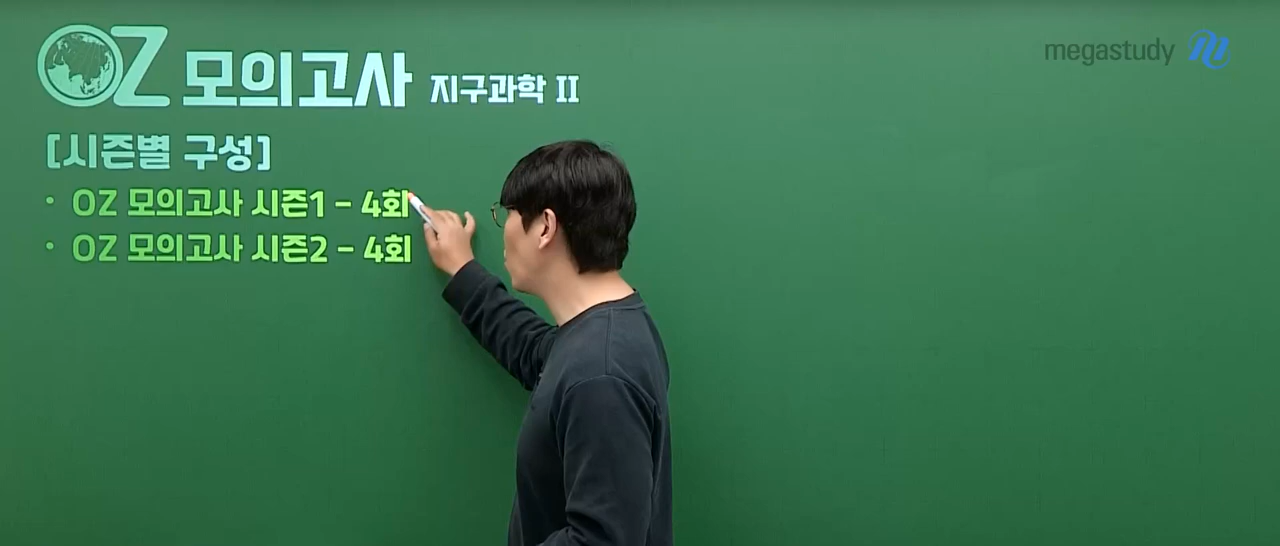 OZ 모의고사 지구과학 II
megastudy
[시즌별 구성]
• OZ 모의고사 시즌1 - 4회
• OZ 모의고사 시즌2 - 4회